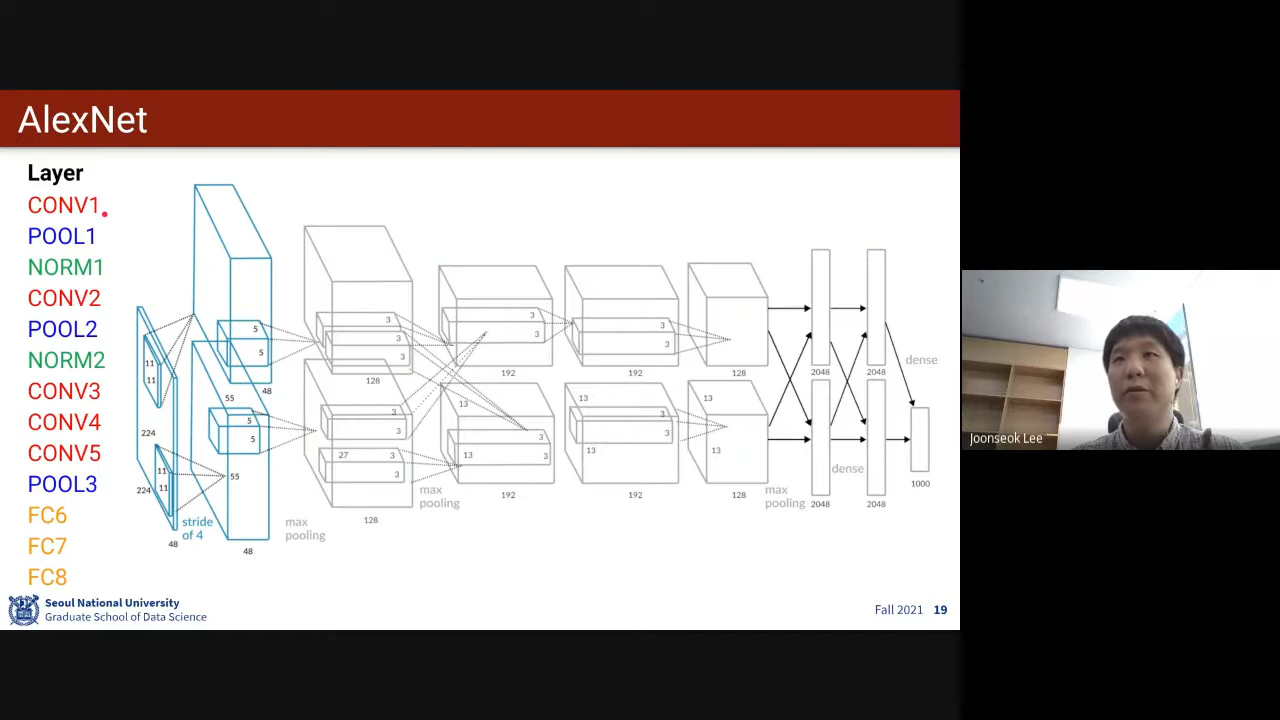 AlexNet
Layer
CONV1
POOL1
NORM1
CONV2
POOL2
NORM2
CONV3
CONV4
CONV5
POOL3
FC6
FC7
FC8
11
11
224
11
11
224
48
stride
of 4
5
5
48
55
5
5
55
48
max
pooling
3
3
3
128
3
3
27
3
3
128
max
pooling
3
3
192
13
3
13
3
192
3
3
192
13
3
3
13
192
128
13
13
128
max
pooling
2048
2048
dense
2048
2048
dense
1000
Seoul National University
Graduate School of Data Science
Fall 2021 19
Joonseok Lee